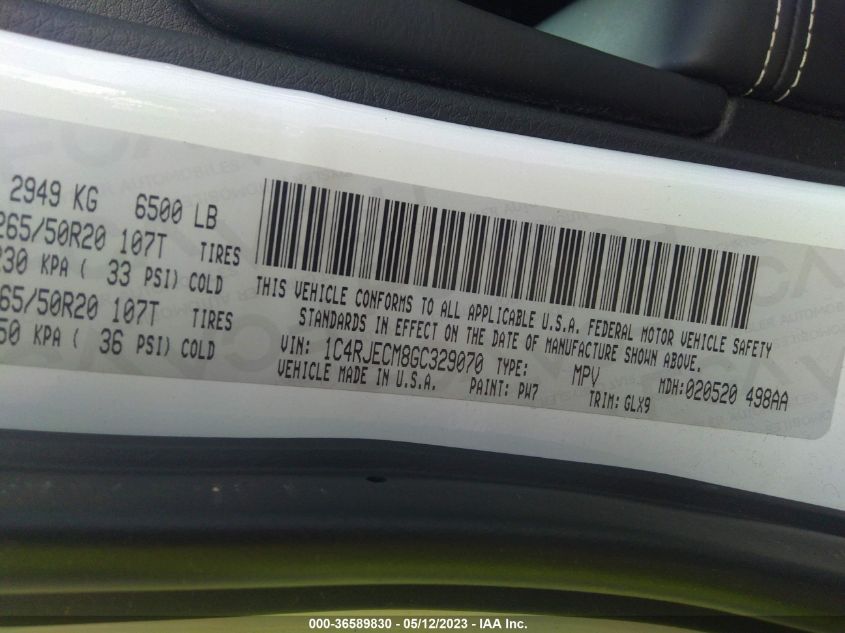 2949 KG 6500 LB
265/50R20 107T TIRES
230 KPA ( 33 PSI) COLD
265/50R20 107T TIRES
250 KPA ( 36 PSI) COLD
THIS VEHICLE CONFORMS TO ALL APPLICABLE U.S.A. FEDERAL MOTOR VEHICLE SAFETY
STANDARDS IN EFFECT ON THE DATE OF MANUFACTURE SHOWN ABOVE.
VIN: 1C4RJECM8GC329070 TYPE: MPV MDH:020520 498AA
VEHICLE MADE IN U.S.A. PAINT: PW7 TRIM: GLX9
000-36589830 - 05/12/2023 - IAA Inc.